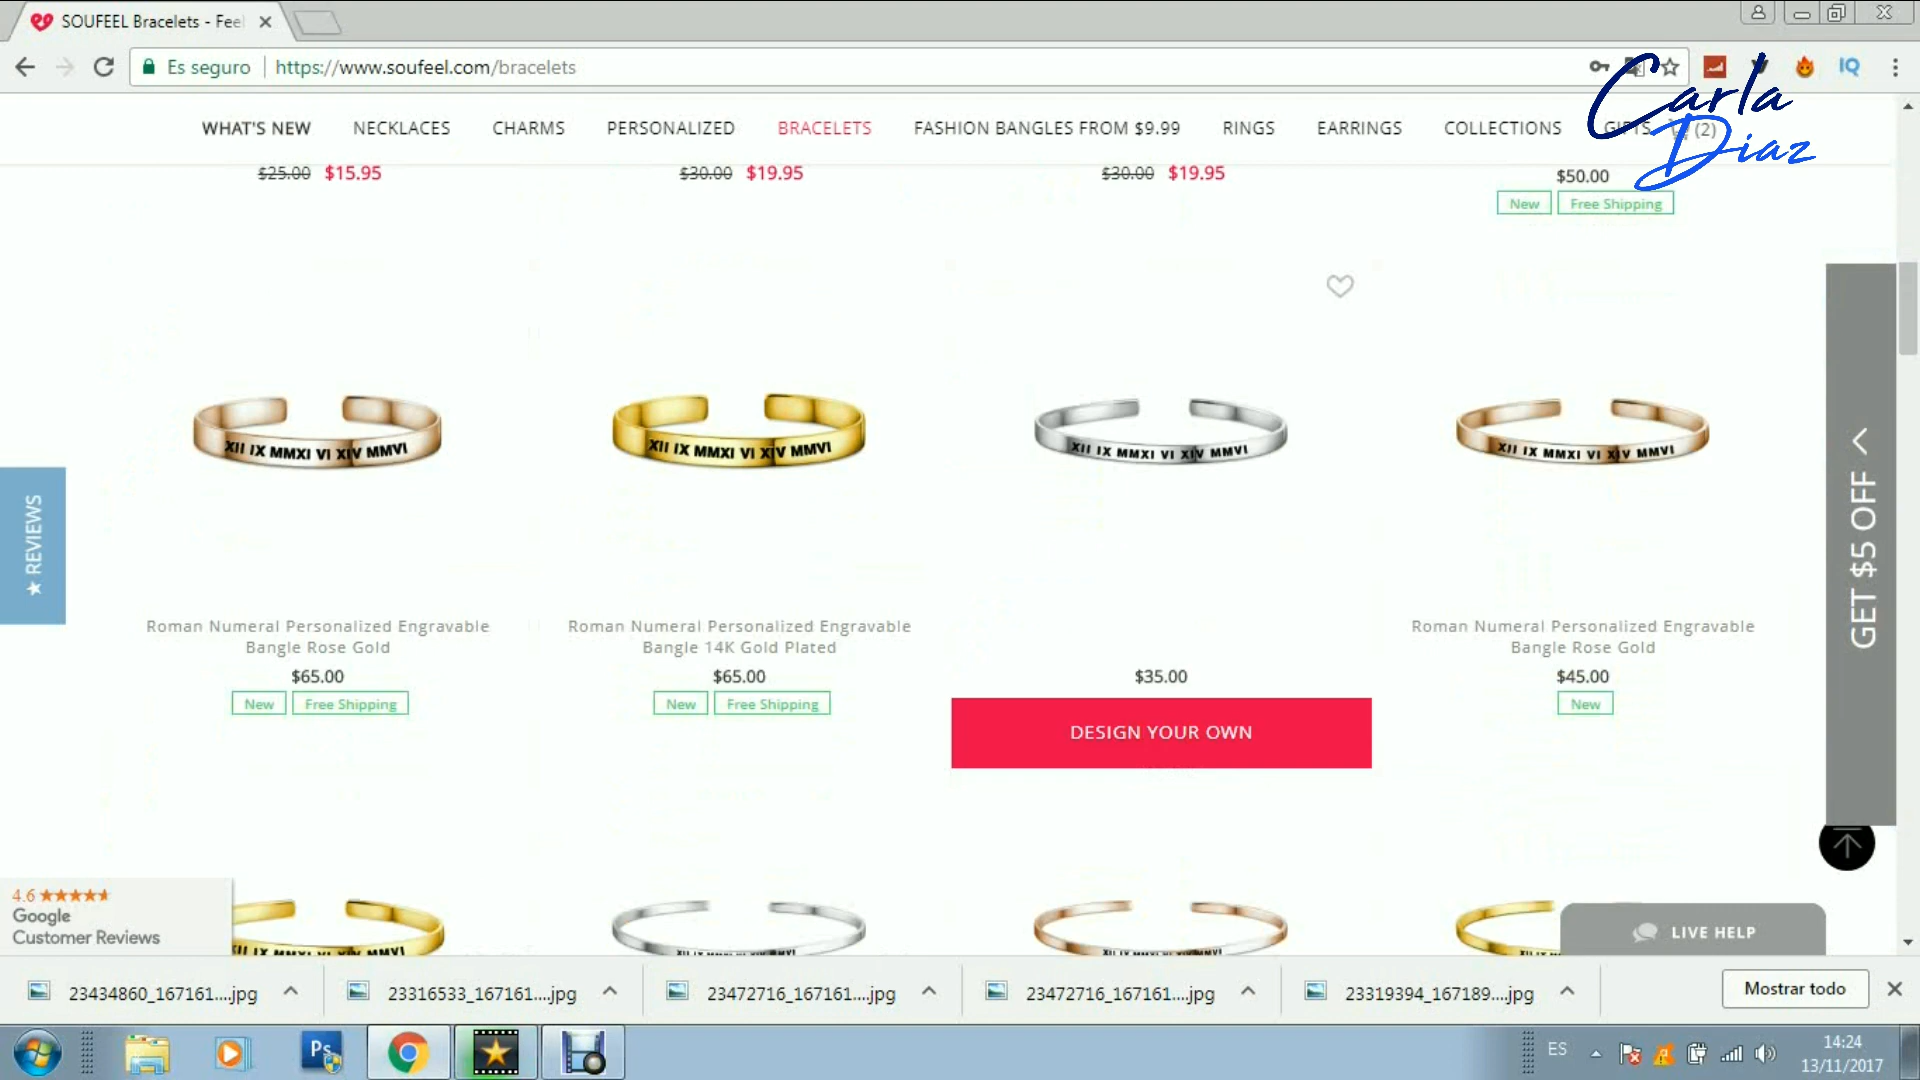 SOUFEEL Bracelets - Fee
Es seguro
https://www.soufeel.com/bracelets
IQ
Carla
Diaz
WHAT'S NEW NECKLACES CHARMS PERSONALIZED BRACELETS FASHION BANGLES FROM $9.99 RINGS EARRINGS COLLECTIONS GIFTS (2)
$25.00 $15.95
$30.00 $19.95
$30.00 $19.95
$50.00
New Free Shipping
XII IX MMXI VI XIV MMVI
XII IX MMXI VI XIV MMVI
XII IX MMXI VI XIV MMVI
XII IX MMXI VI XIV MMVI
★ REVIEWS
GET $5 OFF
Roman Numeral Personalized Engravable
Bangle Rose Gold
$65.00
New Free Shipping
Roman Numeral Personalized Engravable
Bangle 14K Gold Plated
$65.00
New Free Shipping
$35.00
DESIGN YOUR OWN
Roman Numeral Personalized Engravable
Bangle Rose Gold
$45.00
New
4.6
Google
Customer Reviews
LIVE HELP
23434860_167161....jpg
23316533_167161....jpg
23472716_167161....jpg
23472716_167161....jpg
23319394_167189....jpg
Mostrar todo
Ps
ES
14:24
13/11/2017